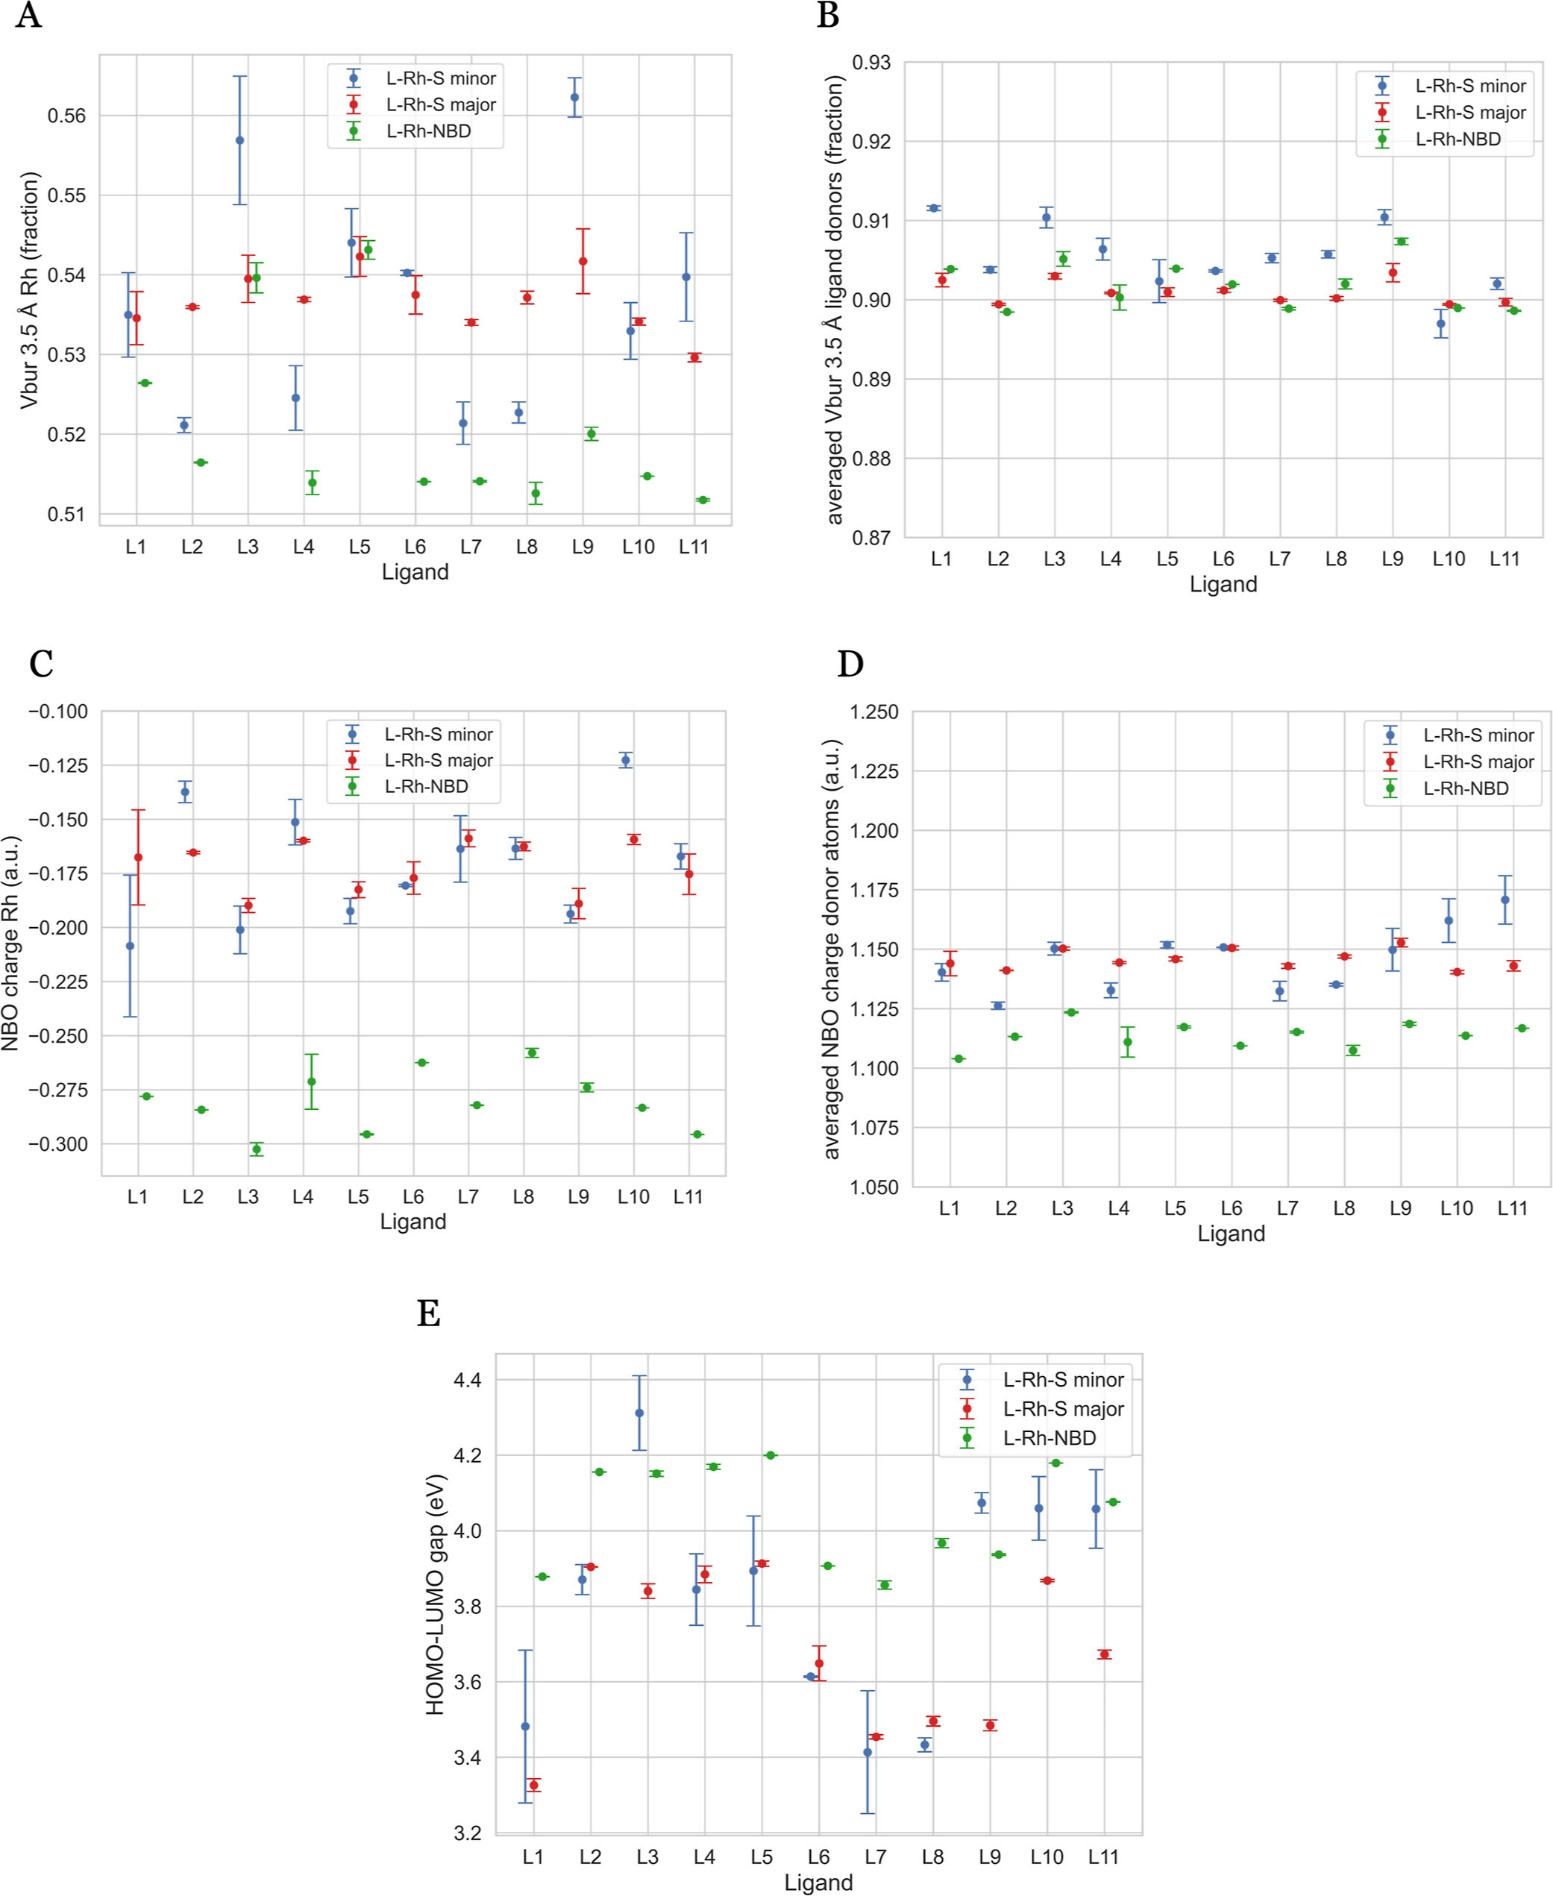 A
Vbur 3.5 Å Rh (fraction)
0.56
0.55
0.54
0.53
0.52
0.51
L-Rh-S minor
L-Rh-S major
L-Rh-NBD
L1 L2 L3 L4 L5 L6 L7 L8 L9 L10 L11
Ligand
B
averaged Vbur 3.5 Å ligand donors (fraction)
0.93
0.92
0.91
0.90
0.89
0.88
0.87
L-Rh-S minor
L-Rh-S major
L-Rh-NBD
L1 L2 L3 L4 L5 L6 L7 L8 L9 L10 L11
Ligand
C
NBO charge Rh (a.u.)
−0.100
−0.125
−0.150
−0.175
−0.200
−0.225
−0.250
−0.275
−0.300
L-Rh-S minor
L-Rh-S major
L-Rh-NBD
L1 L2 L3 L4 L5 L6 L7 L8 L9 L10 L11
Ligand
D
averaged NBO charge donor atoms (a.u.)
1.250
1.225
1.200
1.175
1.150
1.125
1.100
1.075
1.050
L-Rh-S minor
L-Rh-S major
L-Rh-NBD
L1 L2 L3 L4 L5 L6 L7 L8 L9 L10 L11
Ligand
E
HOMO-LUMO gap (eV)
4.4
4.2
4.0
3.8
3.6
3.4
3.2
L-Rh-S minor
L-Rh-S major
L-Rh-NBD
L1 L2 L3 L4 L5 L6 L7 L8 L9 L10 L11
Ligand